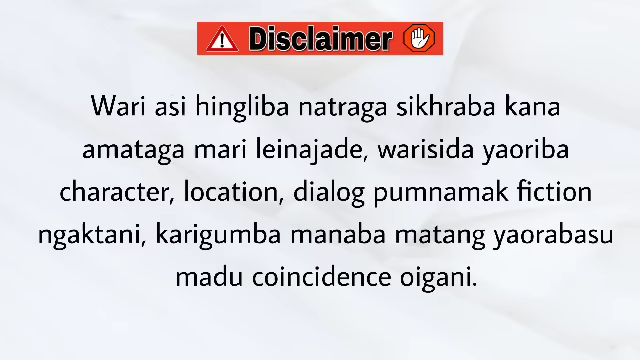 Disclaimer
Wari asi hingliba natraga sikhraba kana
amataga mari leinajade, warisida yaoriba
character, location, dialog pumnamak fiction
ngaktani, karigumba manaba matang yaorabasu
madu coincidence oigani.